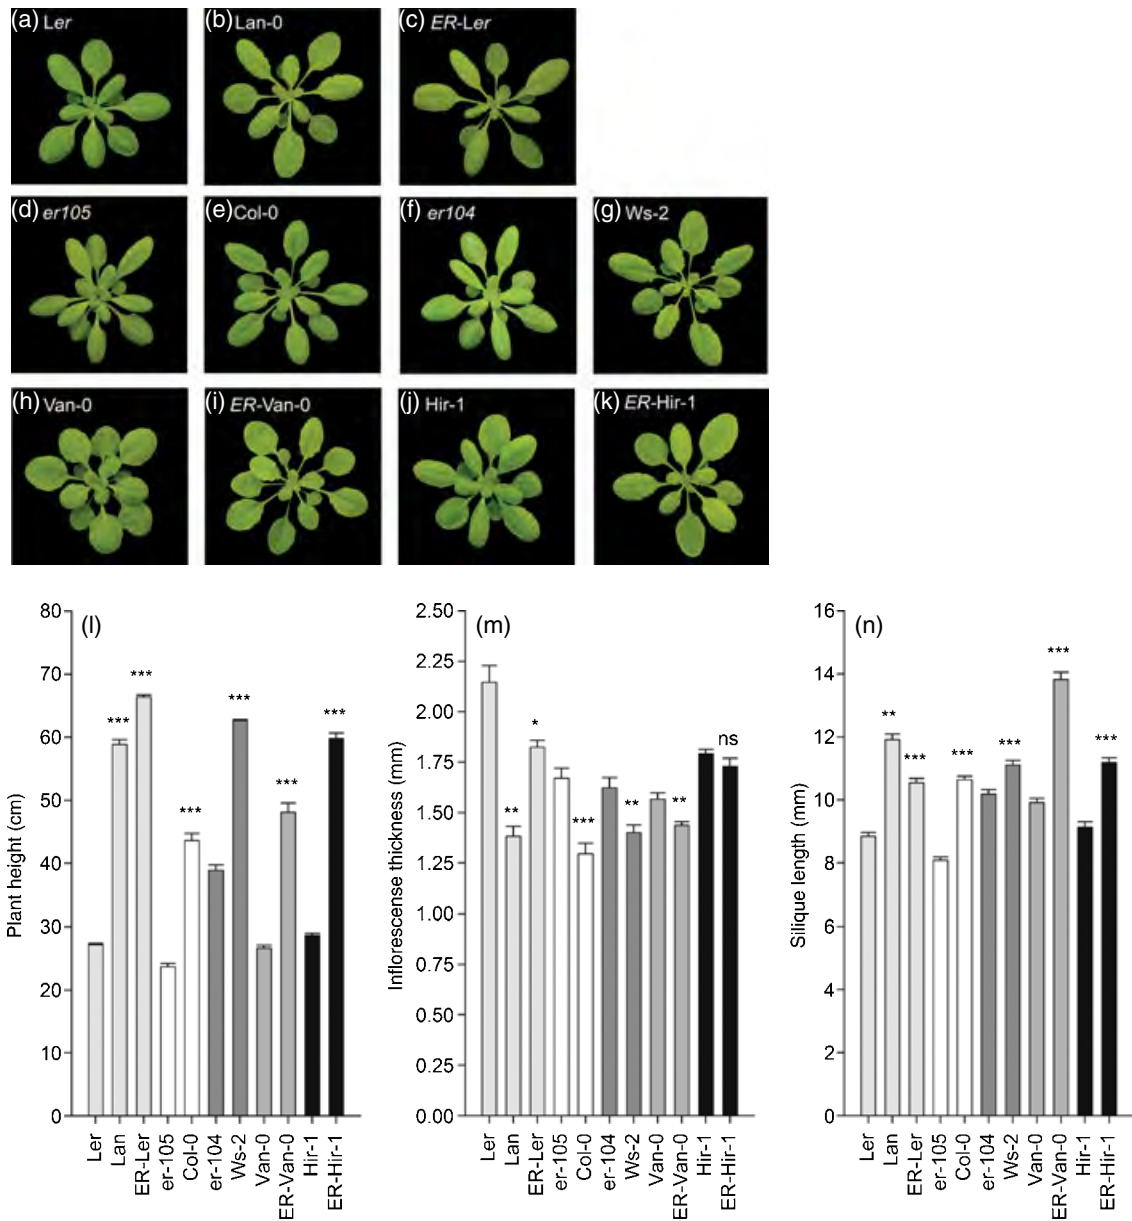 (a) Ler
(b) Lan-0
(c) ER-Ler
(d) er105
(e) Col-0
(f) er104
(g) Ws-2
(h) Van-0
(i) ER-Van-0
(j) Hir-1
(k) ER-Hir-1
(l)
Plant height (cm)
80
70
60
50
40
30
20
10
0
***
***
***
***
***
***
Ler
Lan
ER-Ler
er-105
Col-0
er-104
Ws-2
Van-0
ER-Van-0
Hir-1
ER-Hir-1
(m)
Inflorescense thickness (mm)
2.50
2.25
2.00
1.75
1.50
1.25
1.00
0.75
0.50
0.25
0.00
**
*
***
**
**
ns
Ler
Lan
ER-Ler
er-105
Col-0
er-104
Ws-2
Van-0
ER-Van-0
Hir-1
ER-Hir-1
(n)
Silique length (mm)
16
14
12
10
8
6
4
2
0
**
***
***
***
***
***
Ler
Lan
ER-Ler
er-105
Col-0
er-104
Ws-2
Van-0
ER-Van-0
Hir-1
ER-Hir-1